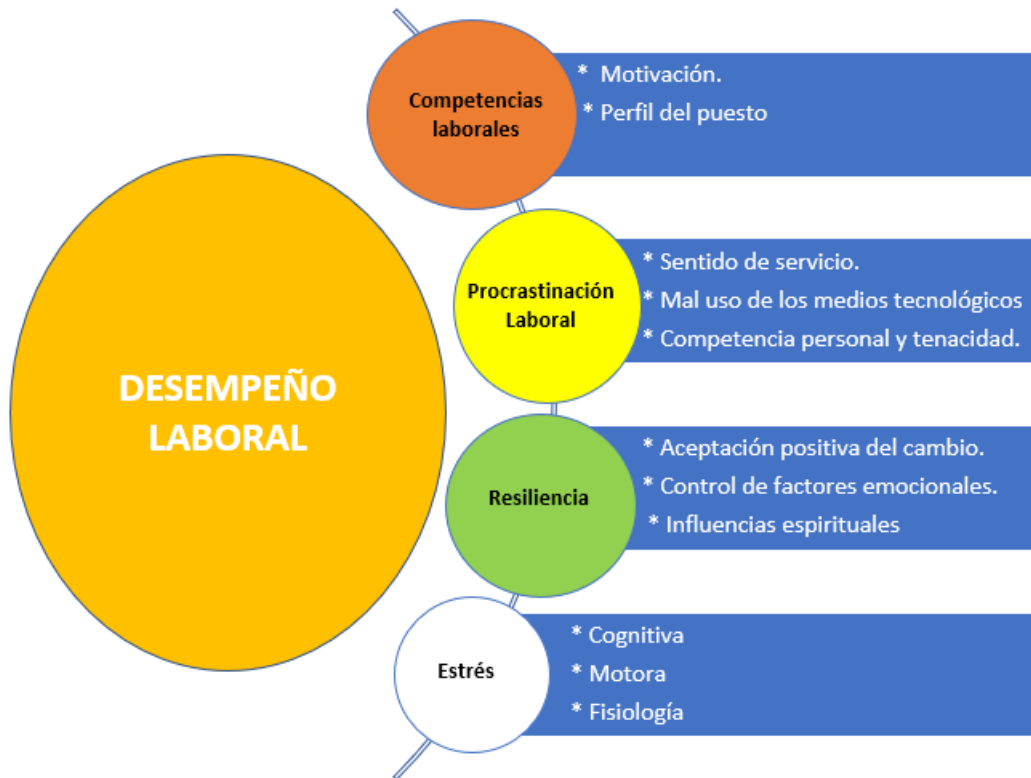 DESEMPEÑO
LABORAL
Competencias
laborales
* Motivación.
* Perfil del puesto
Procrastinación
Laboral
* Sentido de servicio.
* Mal uso de los medios tecnológicos
* Competencia personal y tenacidad.
Resiliencia
* Aceptación positiva del cambio.
* Control de factores emocionales.
* Influencias espirituales
Estrés
* Cognitiva
* Motora
* Fisiología